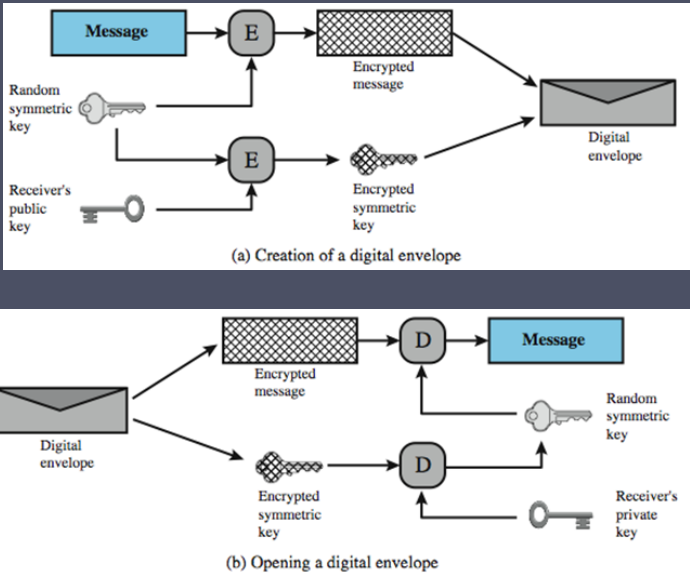 Message
E
Encrypted
message
Random
symmetric
key
Digital
envelope
E
Encrypted
symmetric
key
Receiver's
public
key
(a) Creation of a digital envelope
Encrypted
message
D
Message
Digital
envelope
Random
symmetric
key
Encrypted
symmetric
key
D
Receiver's
private
key
(b) Opening a digital envelope